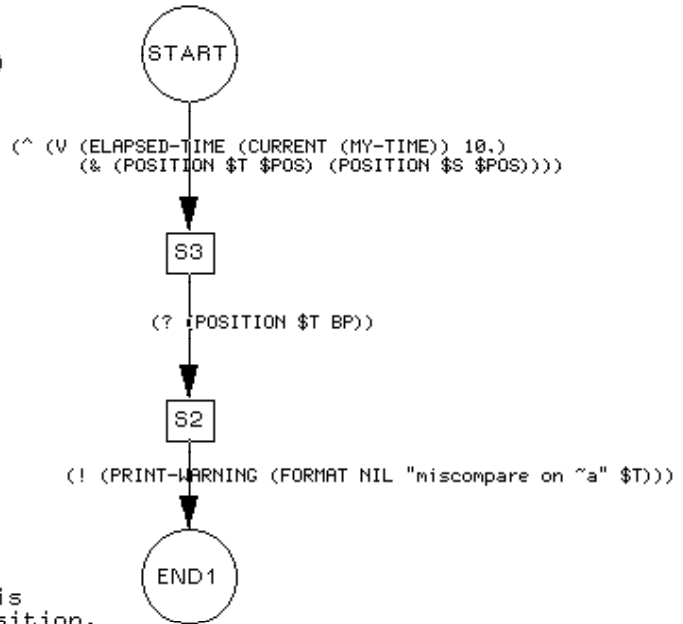 START
(^ (V (ELAPSED-TIME (CURRENT (MY-TIME)) 10.)
(& (POSITION $T $POS) (POSITION $S $POS))))
S3
(? (POSITION $T BP))
S2
(! (PRINT-WARNING (FORMAT NIL "miscompare on ~a" $T)))
END1
is
sition.